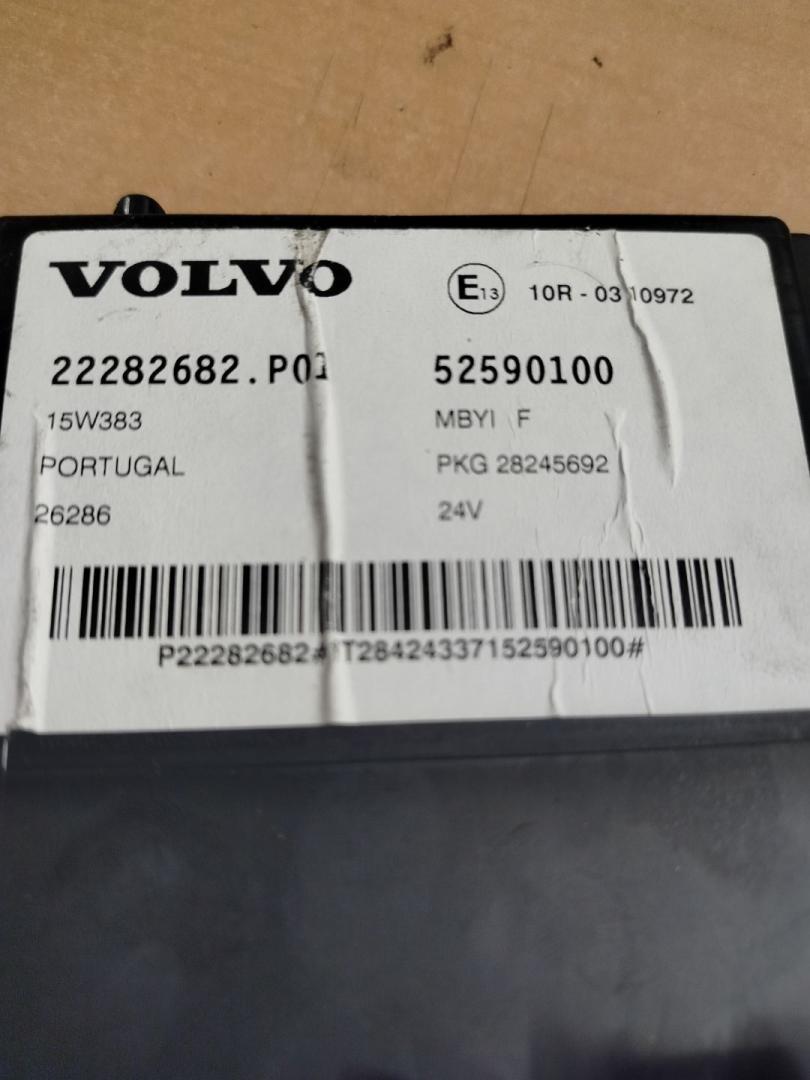 VOLVO
E13 10R - 03 10972
22282682.P01 52590100
15W383 MBYI F
PORTUGAL PKG 28245692
26286 24V
P22282682# T28424337152590100#